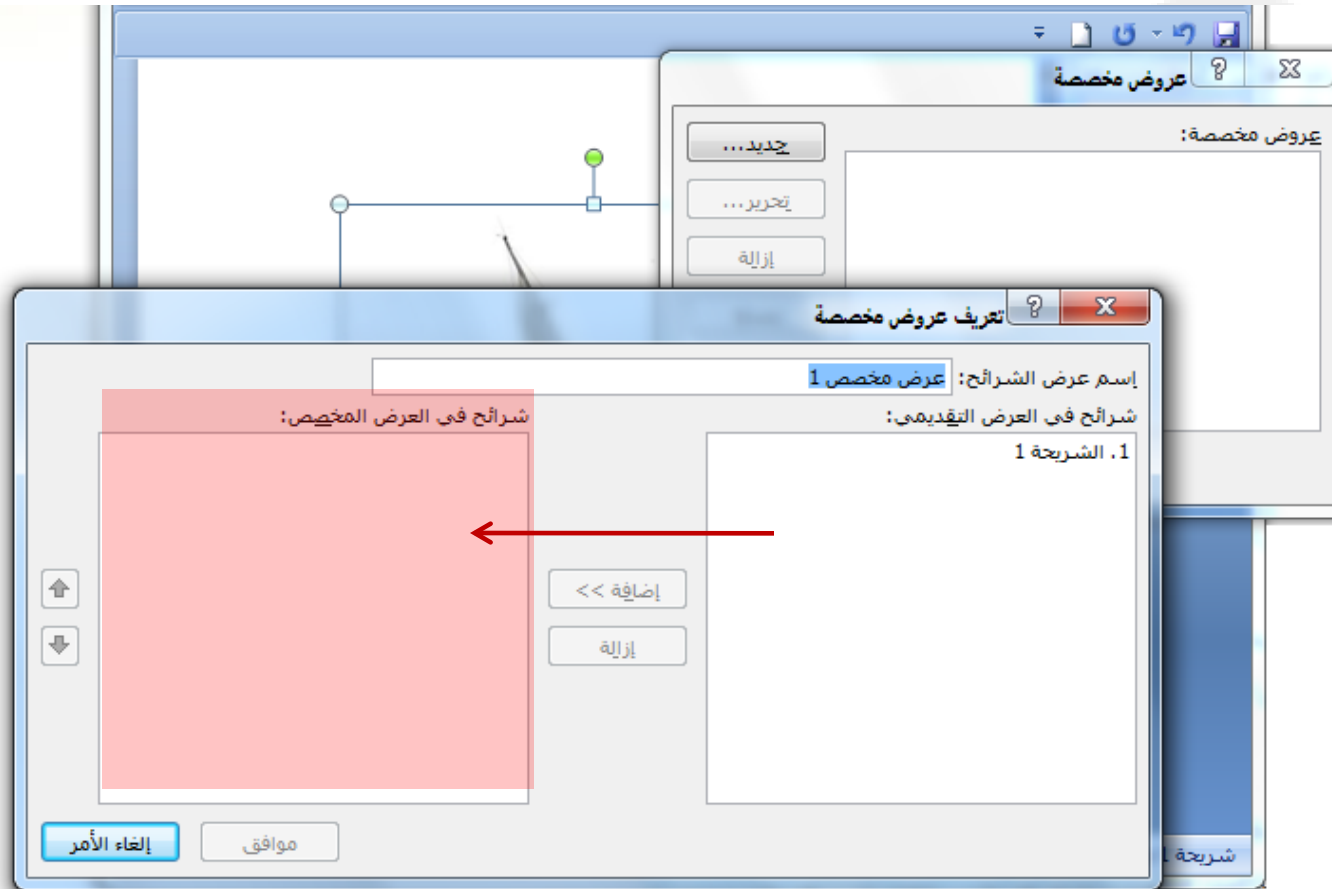 عروض مخصصة
عروض مخصصة:
جديد...
تحرير...
إزالة
تعريف عروض مخصصة
إسم عرض الشرائح: عرض مخصص 1
شرائح في العرض التقديمي:
شرائح في العرض المخصص:
1. الشريحة 1
إضافة >>
إزالة
موافق
إلغاء الأمر
شريحة 1